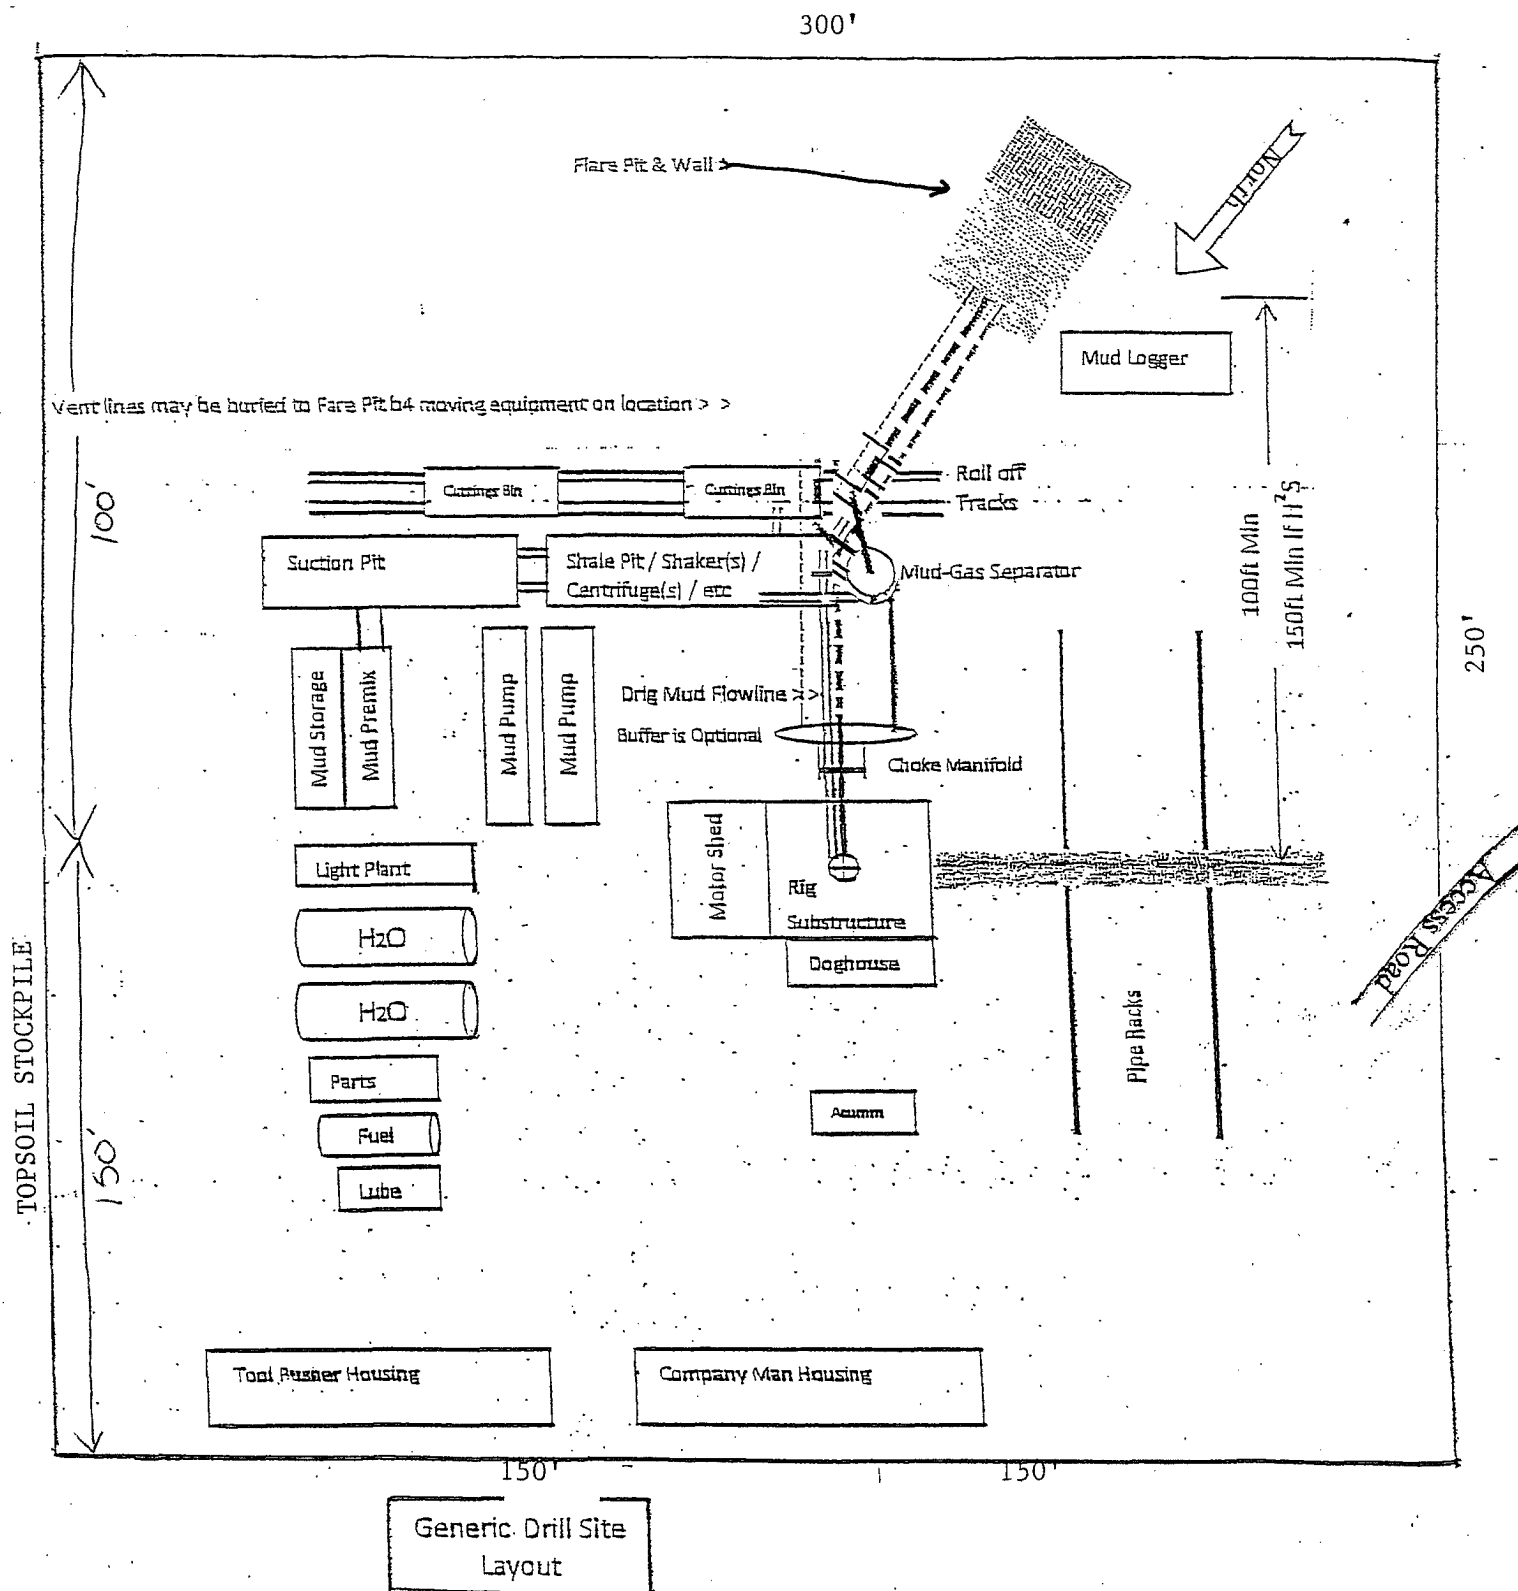 300'
Flare Pit & Wall >
North
Mud Logger
Vent lines may be buried to Fare Pit b4 moving equipment on location > >
Cuttings Bin
Cuttings Bin
Roll off
Tracks
100'
Suction Pit
Shale Pit / Shaker(s) /
Centrifuge(s) / etc
Mud-Gas Separator
100ft Min
150ft Min If H²S
250'
Mud Storage
Mud Premix
Mud Pump
Mud Pump
Drlg Mud Flowline > >
Buffer is Optional
Choke Manifold
Motor Shed
Rig
Substructure
Doghouse
Light Plant
H2O
H2O
Access Road
Pipe Racks
TOPSOIL STOCKPILE
150'
Parts
Fuel
Lube
Acumm
Tool Pusher Housing
Company Man Housing
150'
150'
Generic Drill Site
Layout